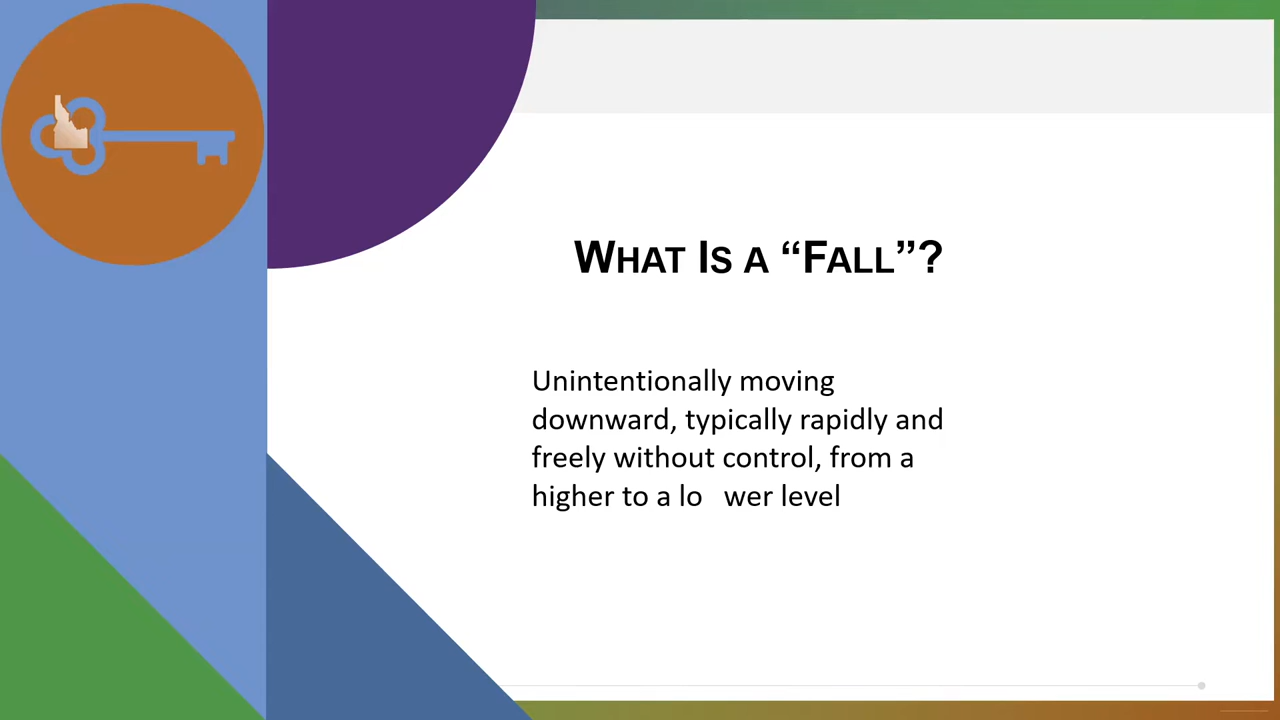 What Is a “Fall”?
Unintentionally moving
downward, typically rapidly and
freely without control, from a
higher to a lo   wer level